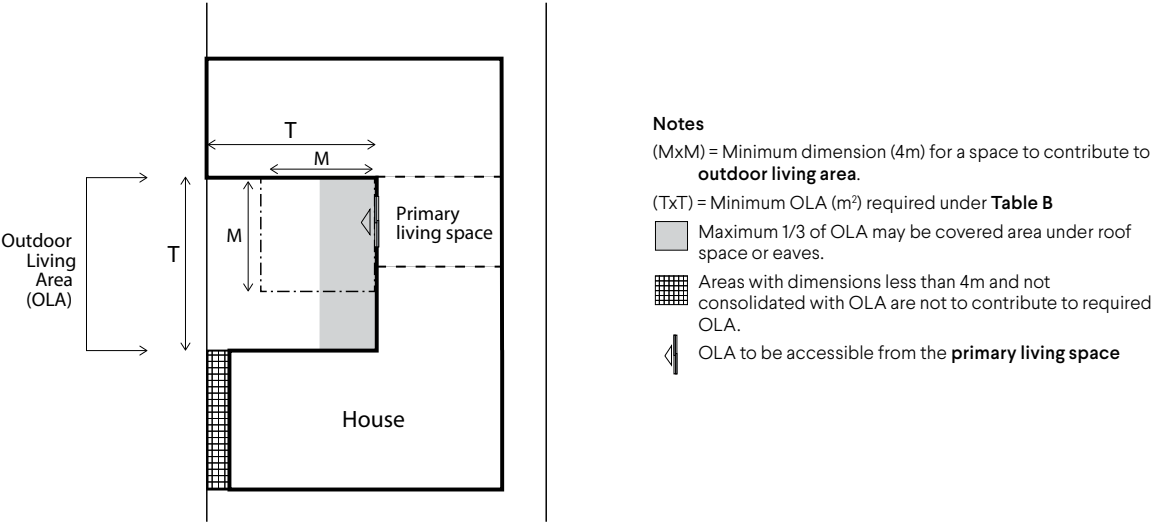 T
M
M
T
Outdoor
Living
Area
(OLA)
Primary
living space
House
Notes
(MxM) = Minimum dimension (4m) for a space to contribute to
outdoor living area.
(TxT) = Minimum OLA (m²) required under Table B
Maximum 1/3 of OLA may be covered area under roof
space or eaves.
Areas with dimensions less than 4m and not
consolidated with OLA are not to contribute to required
OLA.
OLA to be accessible from the primary living space